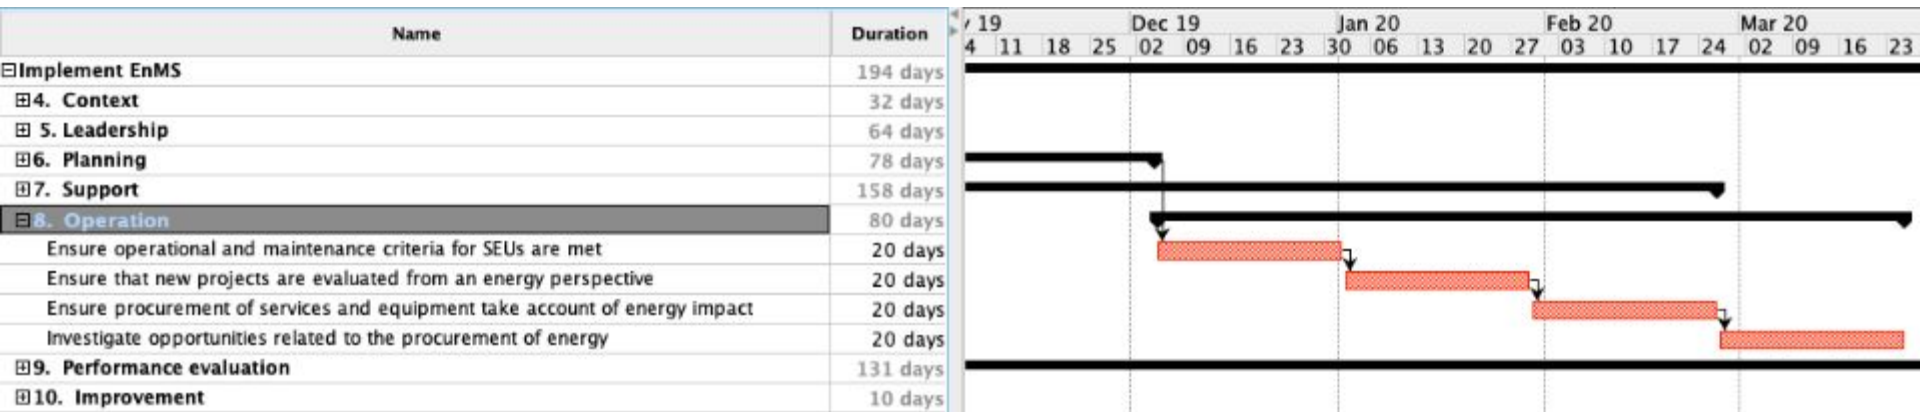 Name Duration / 19 Dec 19 Jan 20 Feb 20 Mar 20
4 11 18 25 02 09 16 23 30 06 13 20 27 03 10 17 24 02 09 16 23
Implement EnMS 194 days
4. Context 32 days
5. Leadership 64 days
6. Planning 78 days
7. Support 158 days
8. Operation 80 days
Ensure operational and maintenance criteria for SEUs are met 20 days
Ensure that new projects are evaluated from an energy perspective 20 days
Ensure procurement of services and equipment take account of energy impact 20 days
Investigate opportunities related to the procurement of energy 20 days
9. Performance evaluation 131 days
10. Improvement 10 days